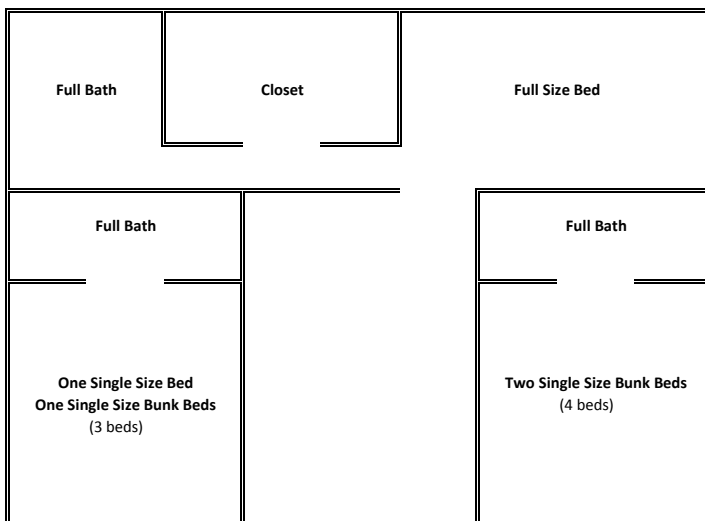 Full Bath
Closet
Full Size Bed
Full Bath
Full Bath
One Single Size Bed
One Single Size Bunk Beds
(3 beds)
Two Single Size Bunk Beds
(4 beds)